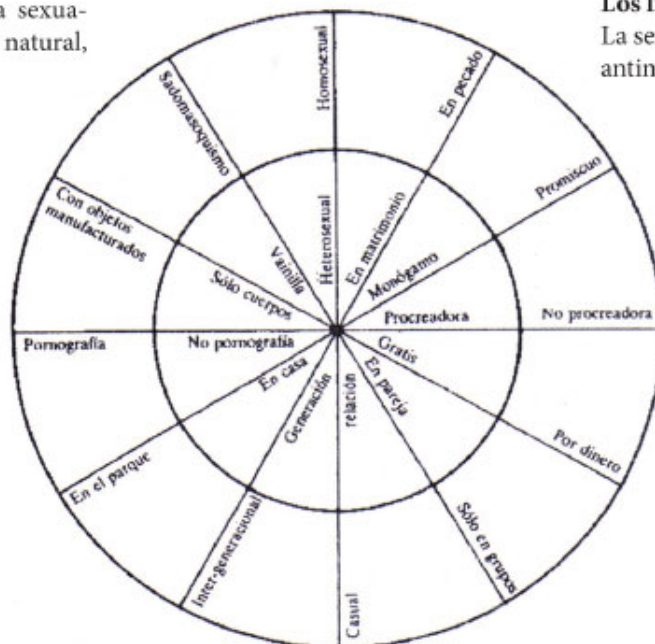 a sexua-
natural,
Los l
La se
antin
Homosexual
En pecado
Promiscuo
No procreadora
Por dinero
Sólo en grupos
Casual
Inter-generacional
En el parque
Pornografía
Con objetos
manufacturados
Sadomasoquismo
Heterosexual
En matrimonio
Monógamo
Procreadora
Gratis
En pareja
relación
Generación
En casa
No pornografía
Sólo cuerpos
Vainilla